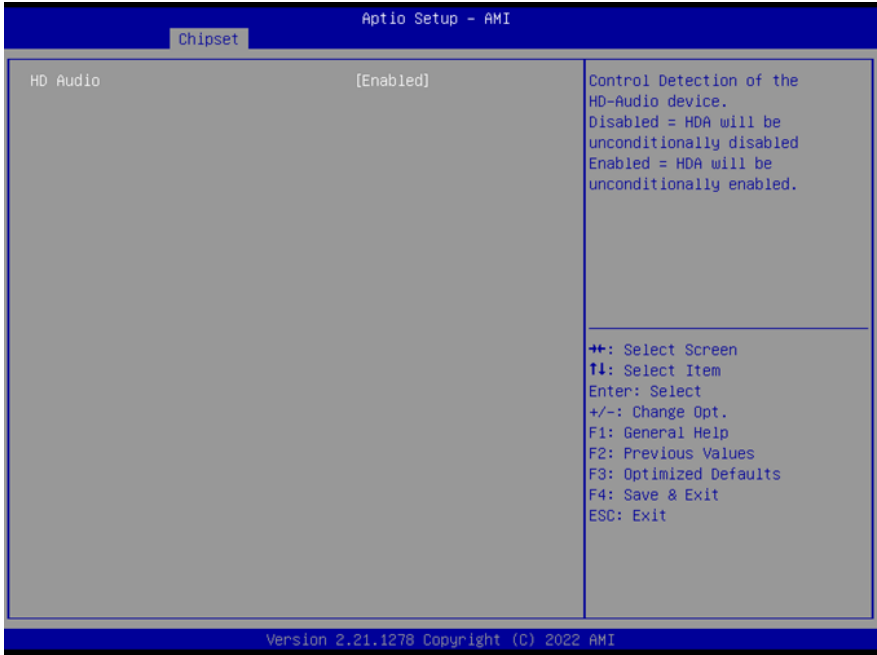 Aptio Setup – AMI
Chipset
HD Audio [Enabled]
Control Detection of the
HD-Audio device.
Disabled = HDA will be
unconditionally disabled
Enabled = HDA will be
unconditionally enabled.
→←: Select Screen
↑↓: Select Item
Enter: Select
+/-: Change Opt.
F1: General Help
F2: Previous Values
F3: Optimized Defaults
F4: Save & Exit
ESC: Exit
Version 2.21.1278 Copyright (C) 2022 AMI